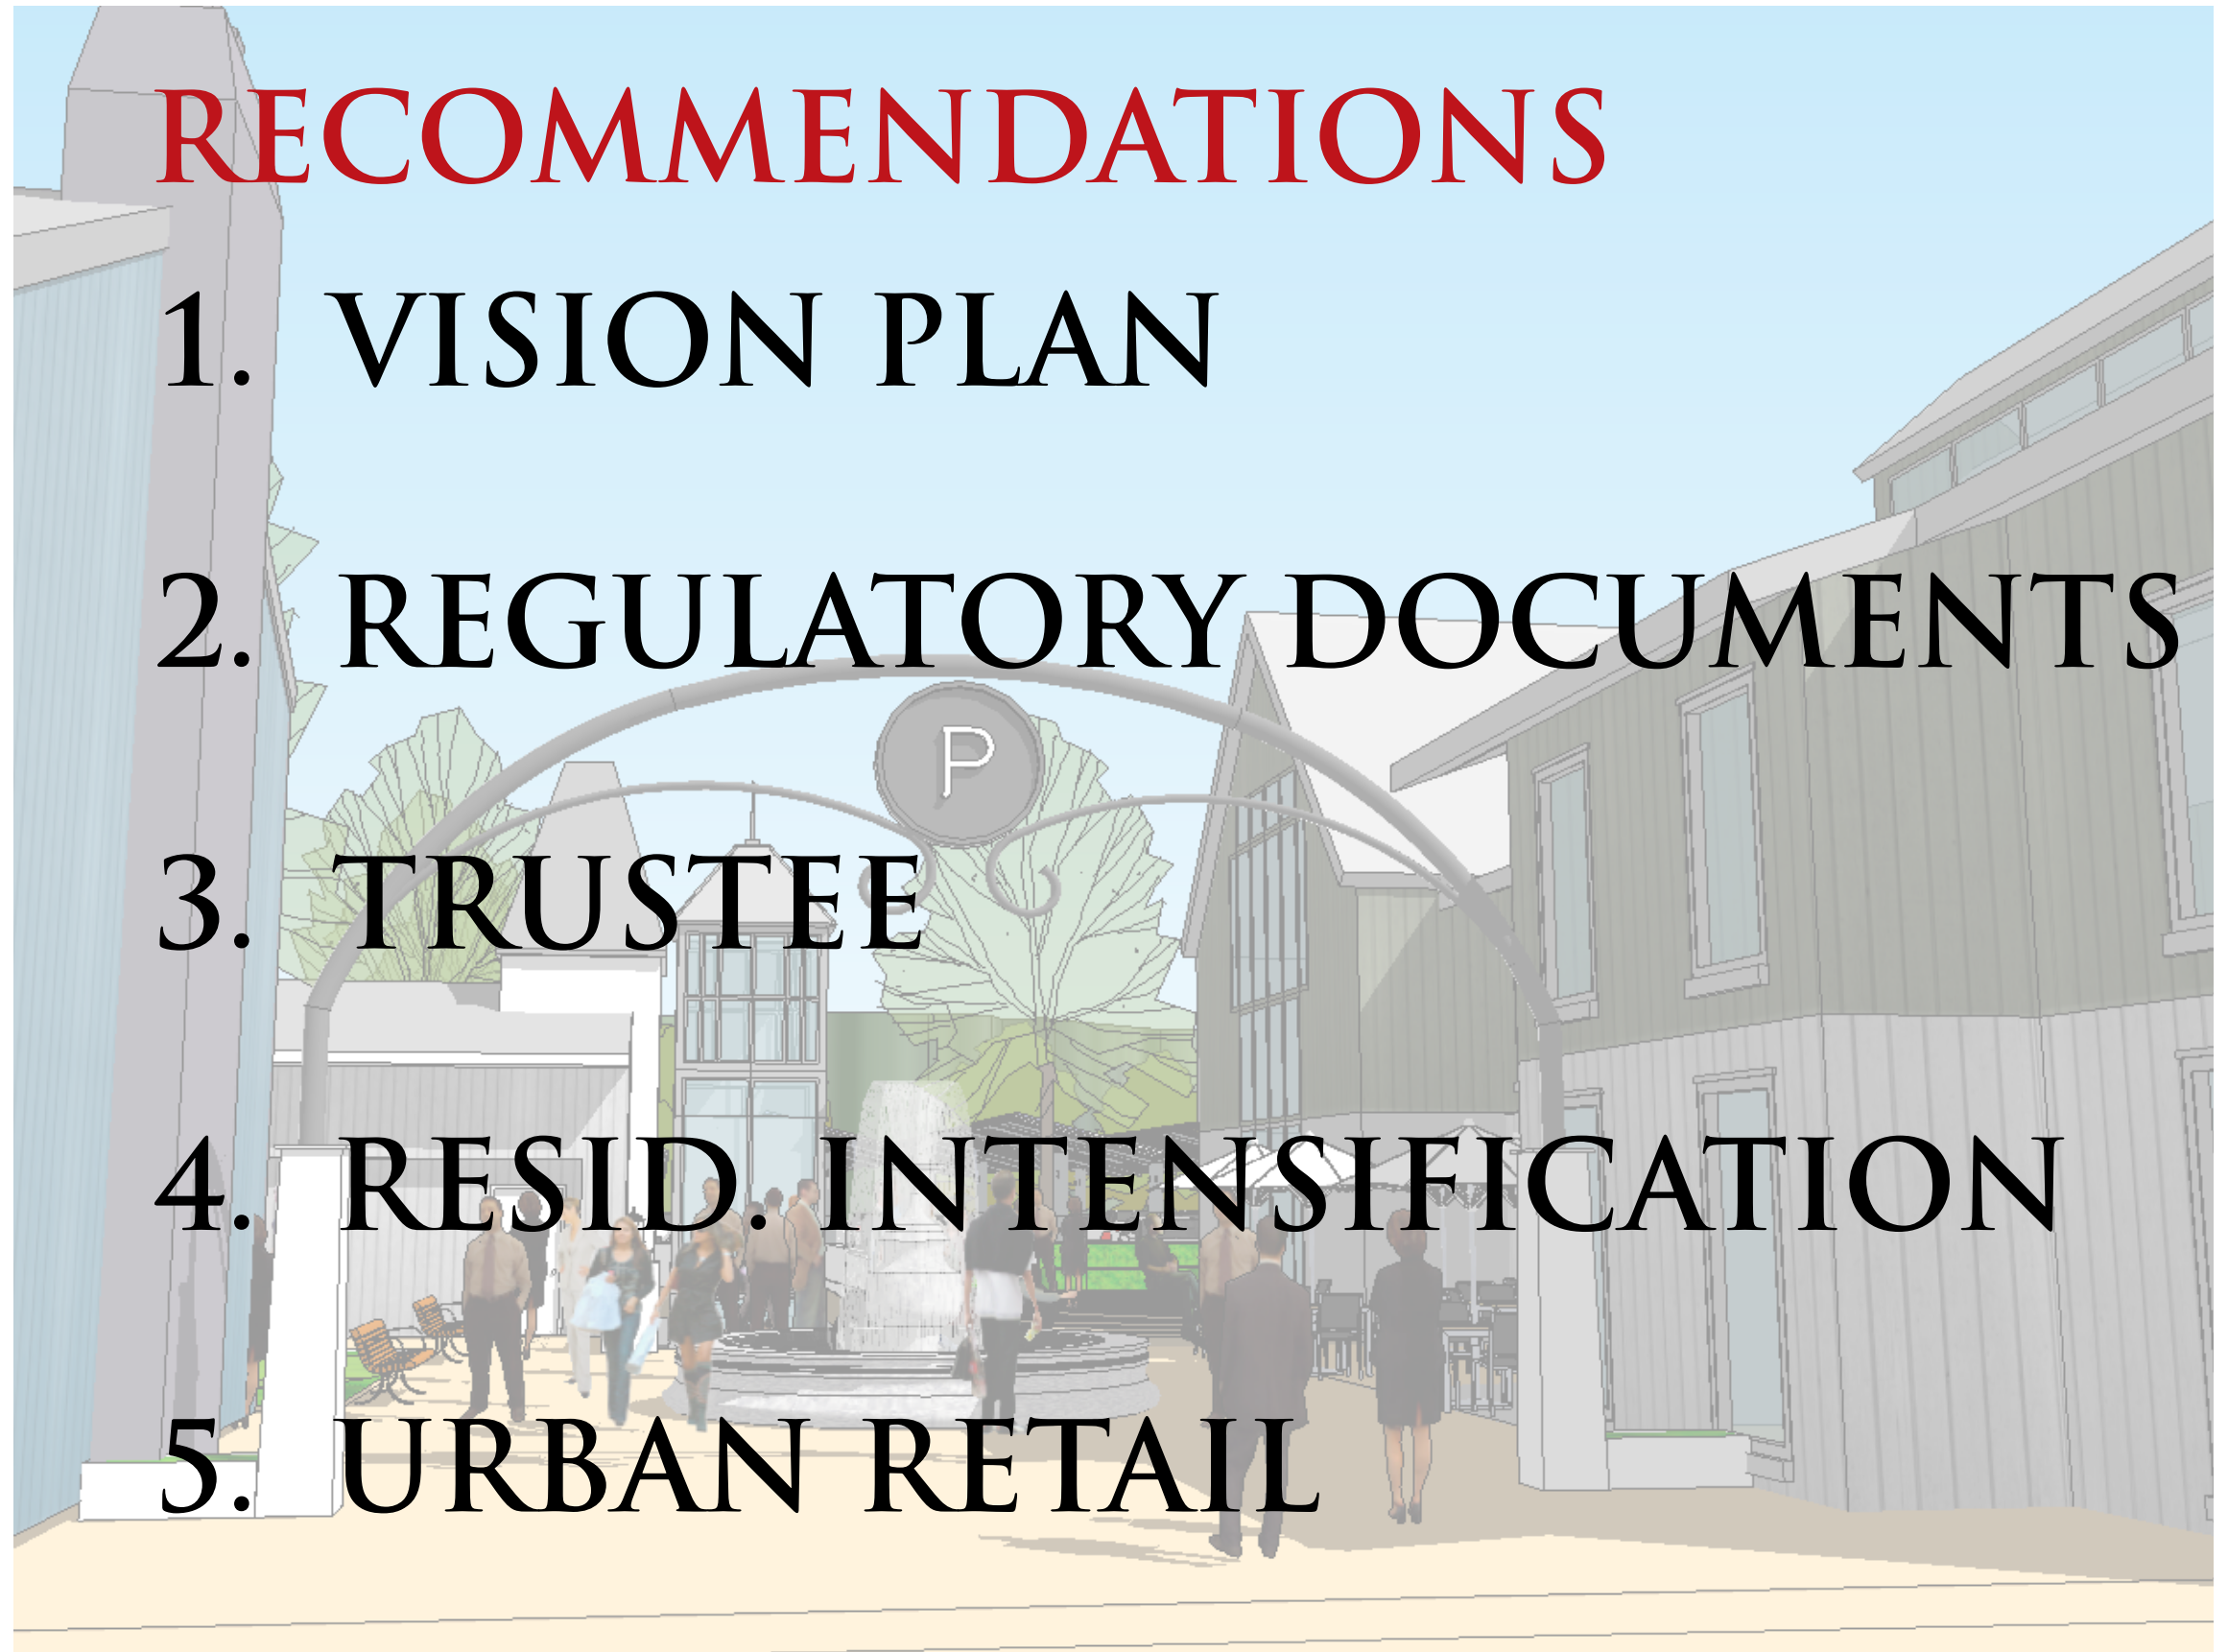 RECOMMENDATIONS
1. VISION PLAN
2. REGULATORY DOCUMENTS
P
3. TRUSTEE
4. RESID. INTENSIFICATION
5. URBAN RETAIL